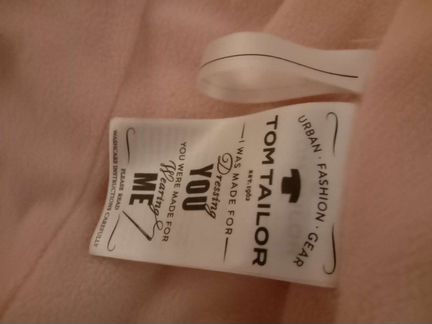 URBAN · FASHION · GEAR
TOM TAILOR
EST. 1962
I WAS MADE FOR
Dressing
YOU
YOU WERE MADE FOR
Wearing
ME
PLEASE READ
WASHCARE INSTRUCTIONS CAREFULLY